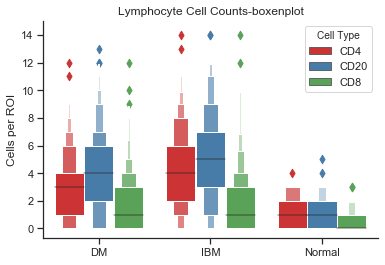 Lymphocyte Cell Counts-boxenplot
Cell Type
CD4
CD20
CD8
Cells per ROI
14
12
10
8
6
4
2
0
DM
IBM
Normal